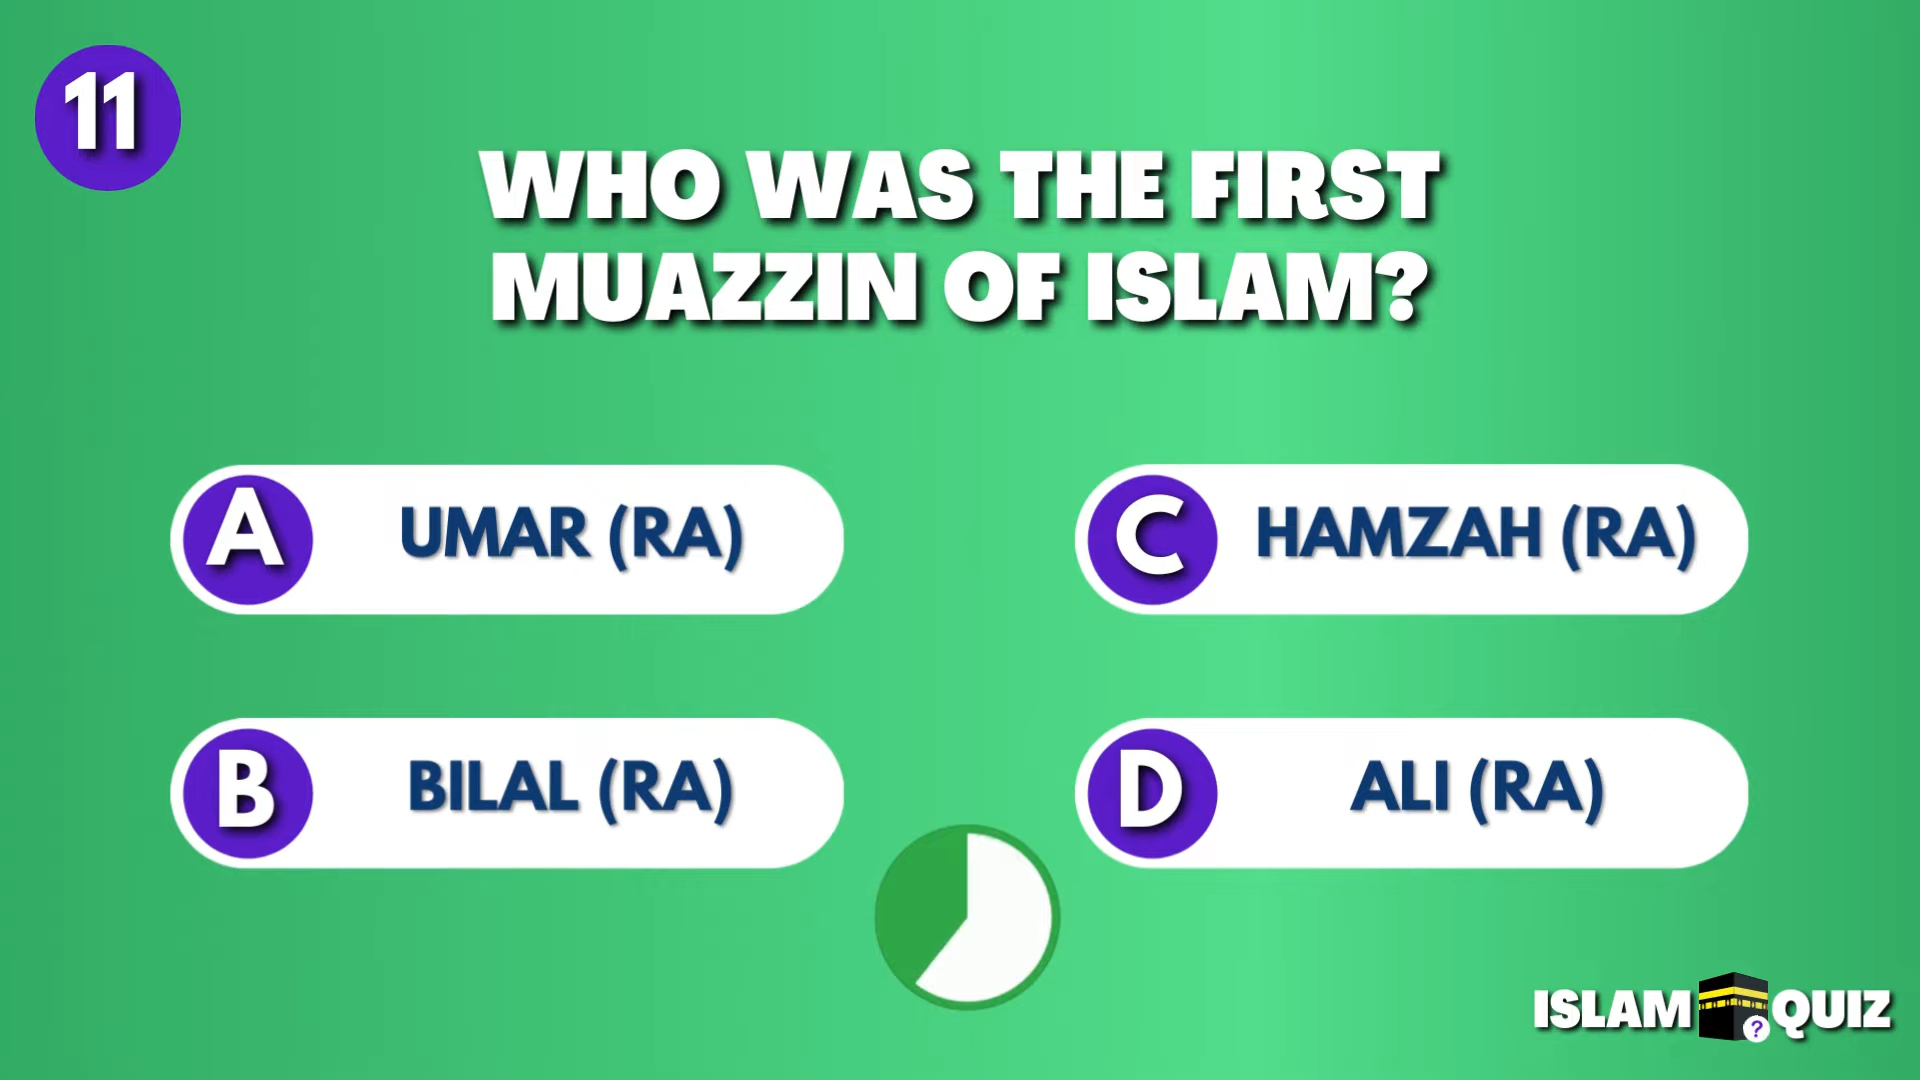 11
WHO WAS THE FIRST
MUAZZIN OF ISLAM?
A UMAR (RA)
C HAMZAH (RA)
B BILAL (RA)
D ALI (RA)
ISLAM ? QUIZ